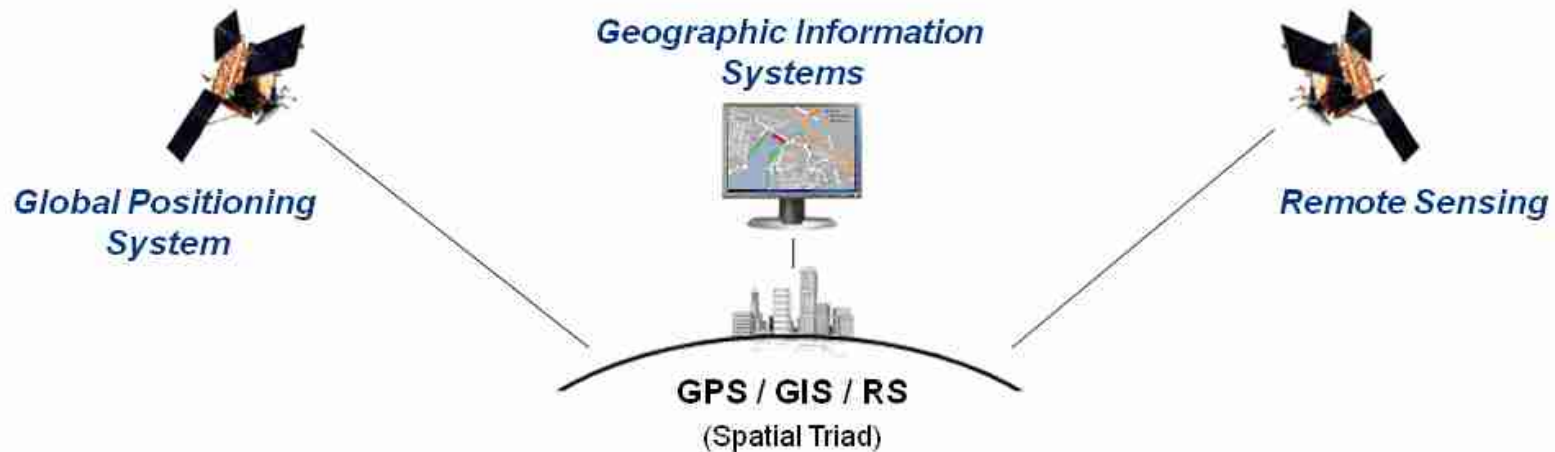 Geographic Information
Systems
Global Positioning
System
Remote Sensing
GPS / GIS / RS
(Spatial Triad)